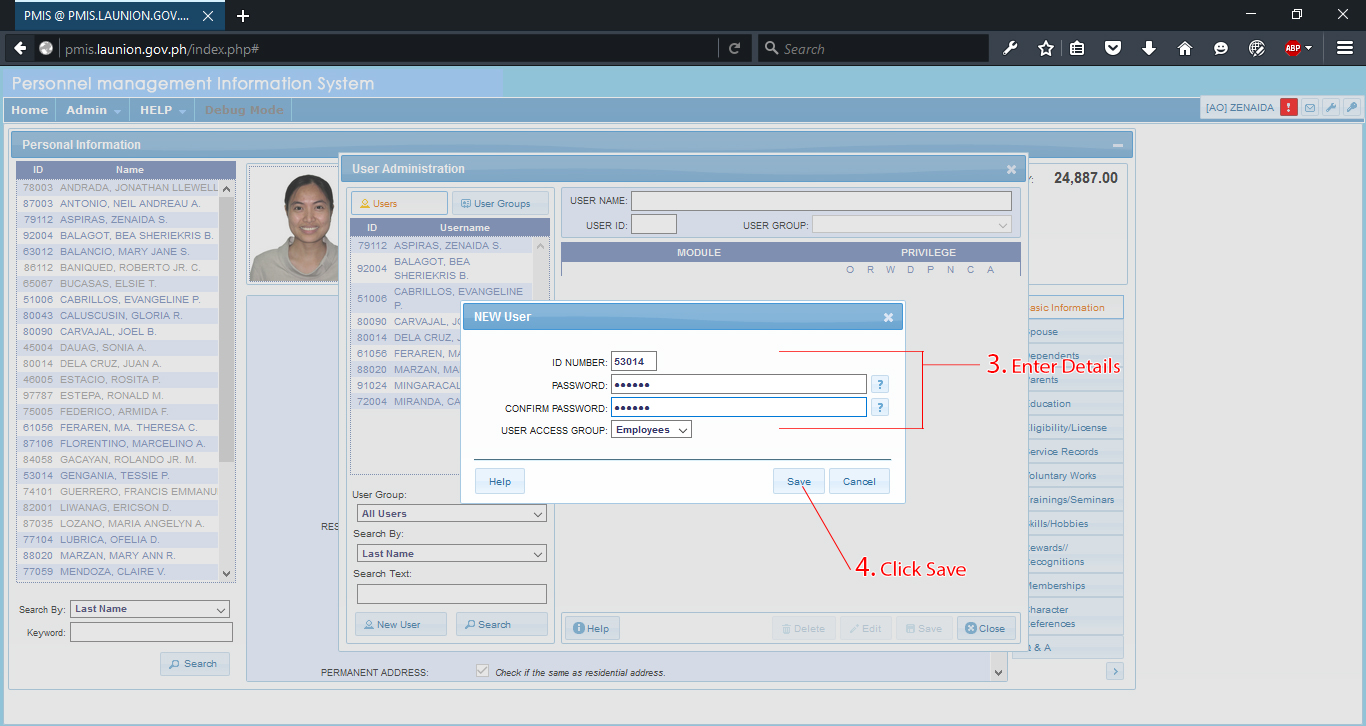 PMIS @ PMIS.LAUNION.GOV....
pmis.launion.gov.ph/index.php#
Search
ABP
Personnel management Information System
Home
Admin
HELP
Debug Mode
[AO] ZENAIDA
Personal Information
ID Name
78003 ANDRADA, JONATHAN LLEWELL
87003 ANTONIO, NEIL ANDREAU A.
79112 ASPIRAS, ZENAIDA S.
92004 BALAGOT, BEA SHERIEKRIS B.
63012 BALANCIO, MARY JANE S.
86112 BANIQUED, ROBERTO JR. C.
65067 BUCASAS, ELSIE T.
51006 CABRILLOS, EVANGELINE P.
80043 CALUSCUSIN, GLORIA R.
80090 CARVAJAL, JOEL B.
45004 DAUAG, SONIA A.
80014 DELA CRUZ, JUAN A.
46005 ESTACIO, ROSITA P.
97787 ESTEPA, RONALD M.
75005 FEDERICO, ARMIDA F.
61056 FERAREN, MA. THERESA C.
87106 FLORENTINO, MARCELINO A.
84058 GACAYAN, ROLANDO JR. M.
53014 GENGANIA, TESSIE P.
74101 GUERRERO, FRANCIS EMMANU
82001 LIWANAG, ERICSON D.
87035 LOZANO, MARIA ANGELYN A.
77104 LUBRICA, OFELIA D.
88020 MARZAN, MARY ANN R.
77059 MENDOZA, CLAIRE V.
Search By: Last Name
Keyword:
Search
User Administration
Users
User Groups
ID Username
79112 ASPIRAS, ZENAIDA S.
92004 BALAGOT, BEA
SHERIEKRIS B.
51006 CABRILLOS, EVANGELINE
P.
80090 CARVAJAL, JO
80014 DELA CRUZ, JU
61056 FERAREN, MA
88020 MARZAN, MA
91024 MINGARACAL
72004 MIRANDA, CA
User Group:
All Users
Search By:
Last Name
Search Text:
New User
Search
USER NAME:
USER ID:
USER GROUP:
MODULE PRIVILEGE
O R W D P N C A
Help
Delete
Edit
Save
Close
NEW User
ID NUMBER: 53014
PASSWORD: ●●●●●●
?
CONFIRM PASSWORD: ●●●●●●
?
USER ACCESS GROUP: Employees
Help
Save
Cancel
3. Enter Details
4. Click Save
Y: 24,887.00
asic Information
pouse
ependents
arents
ducation
ligibility/License
ervice Records
oluntary Works
rainings/Seminars
kills/Hobbies
ewards//
ecognitions
emberships
haracter
eferences
& A
RES
PERMANENT ADDRESS:
Check if the same as residential address.